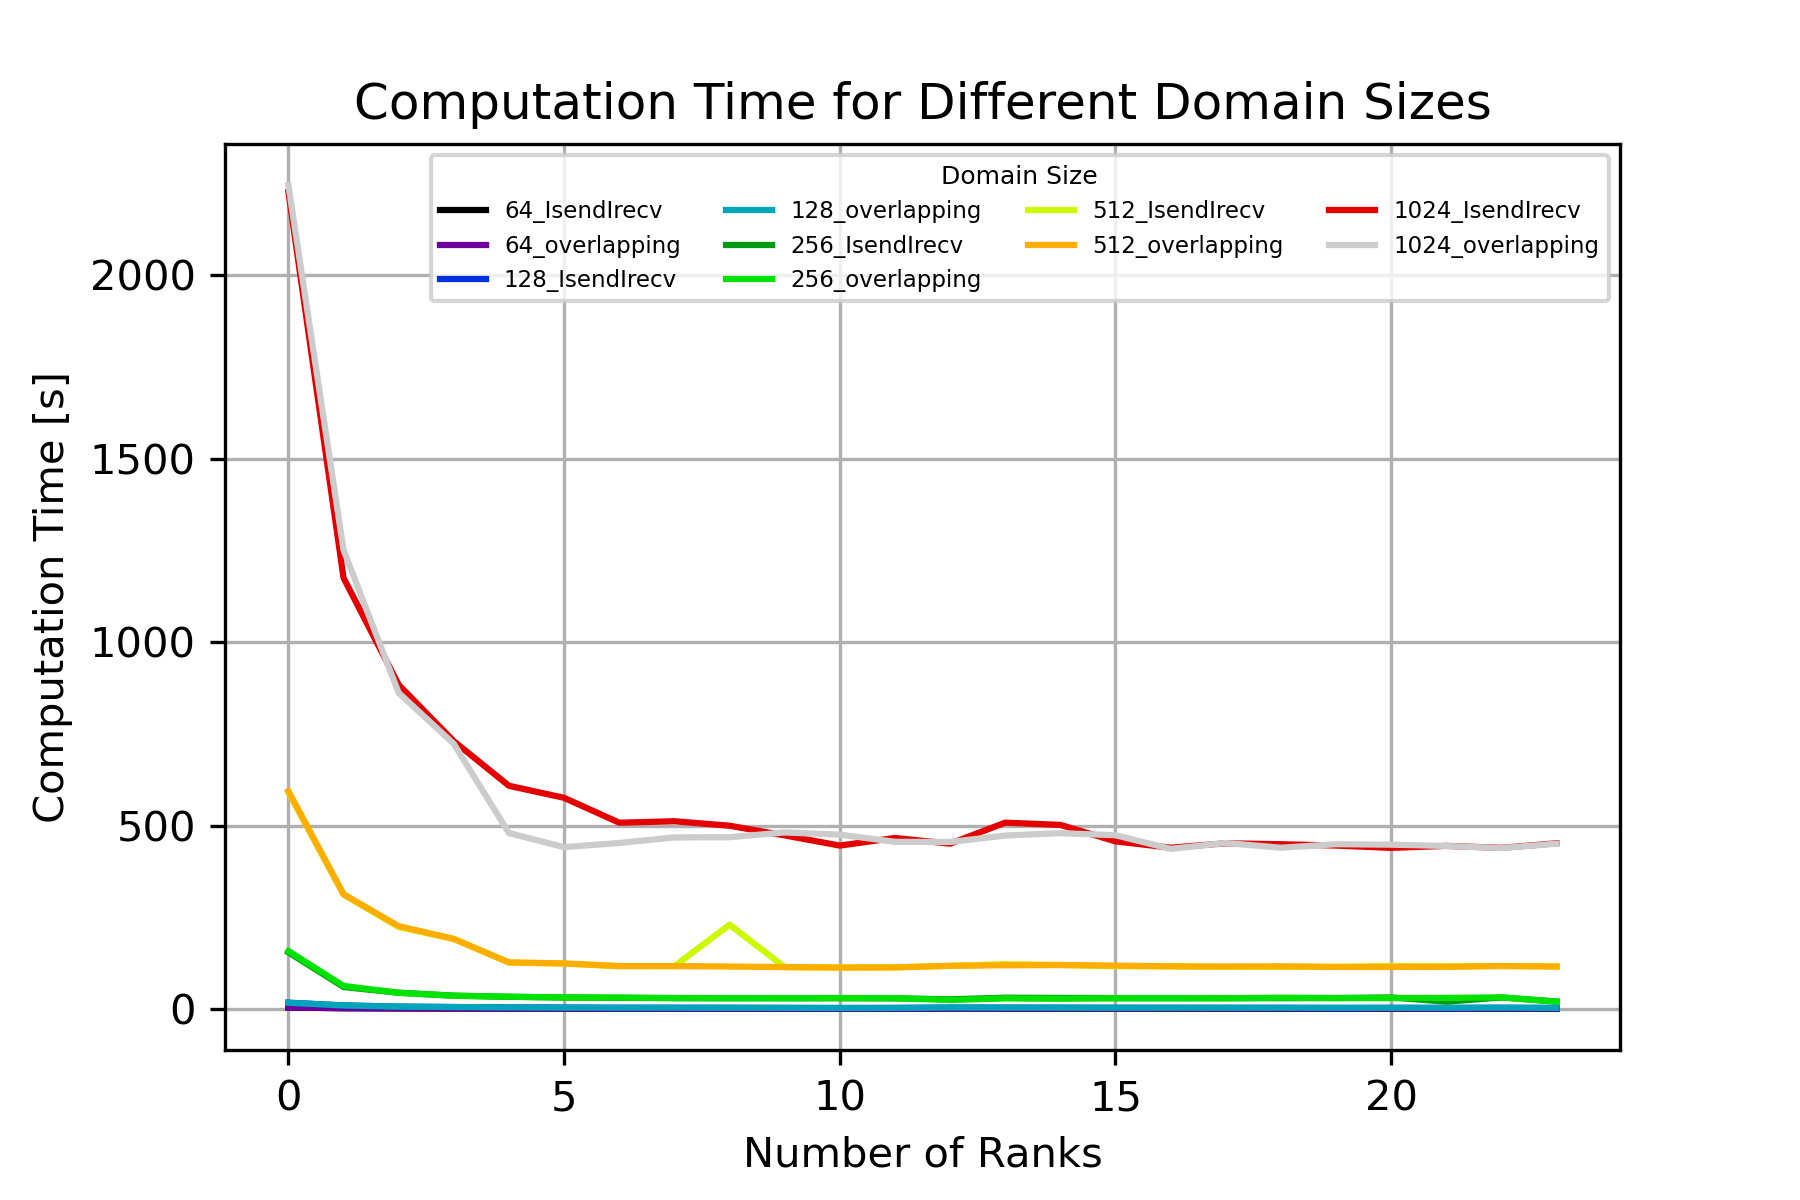 Computation Time for Different Domain Sizes
Domain Size
64_IsendIrecv
64_overlapping
128_IsendIrecv
128_overlapping
256_IsendIrecv
256_overlapping
512_IsendIrecv
512_overlapping
1024_IsendIrecv
1024_overlapping
Computation Time [s]
2000
1500
1000
500
0
0 5 10 15 20
Number of Ranks